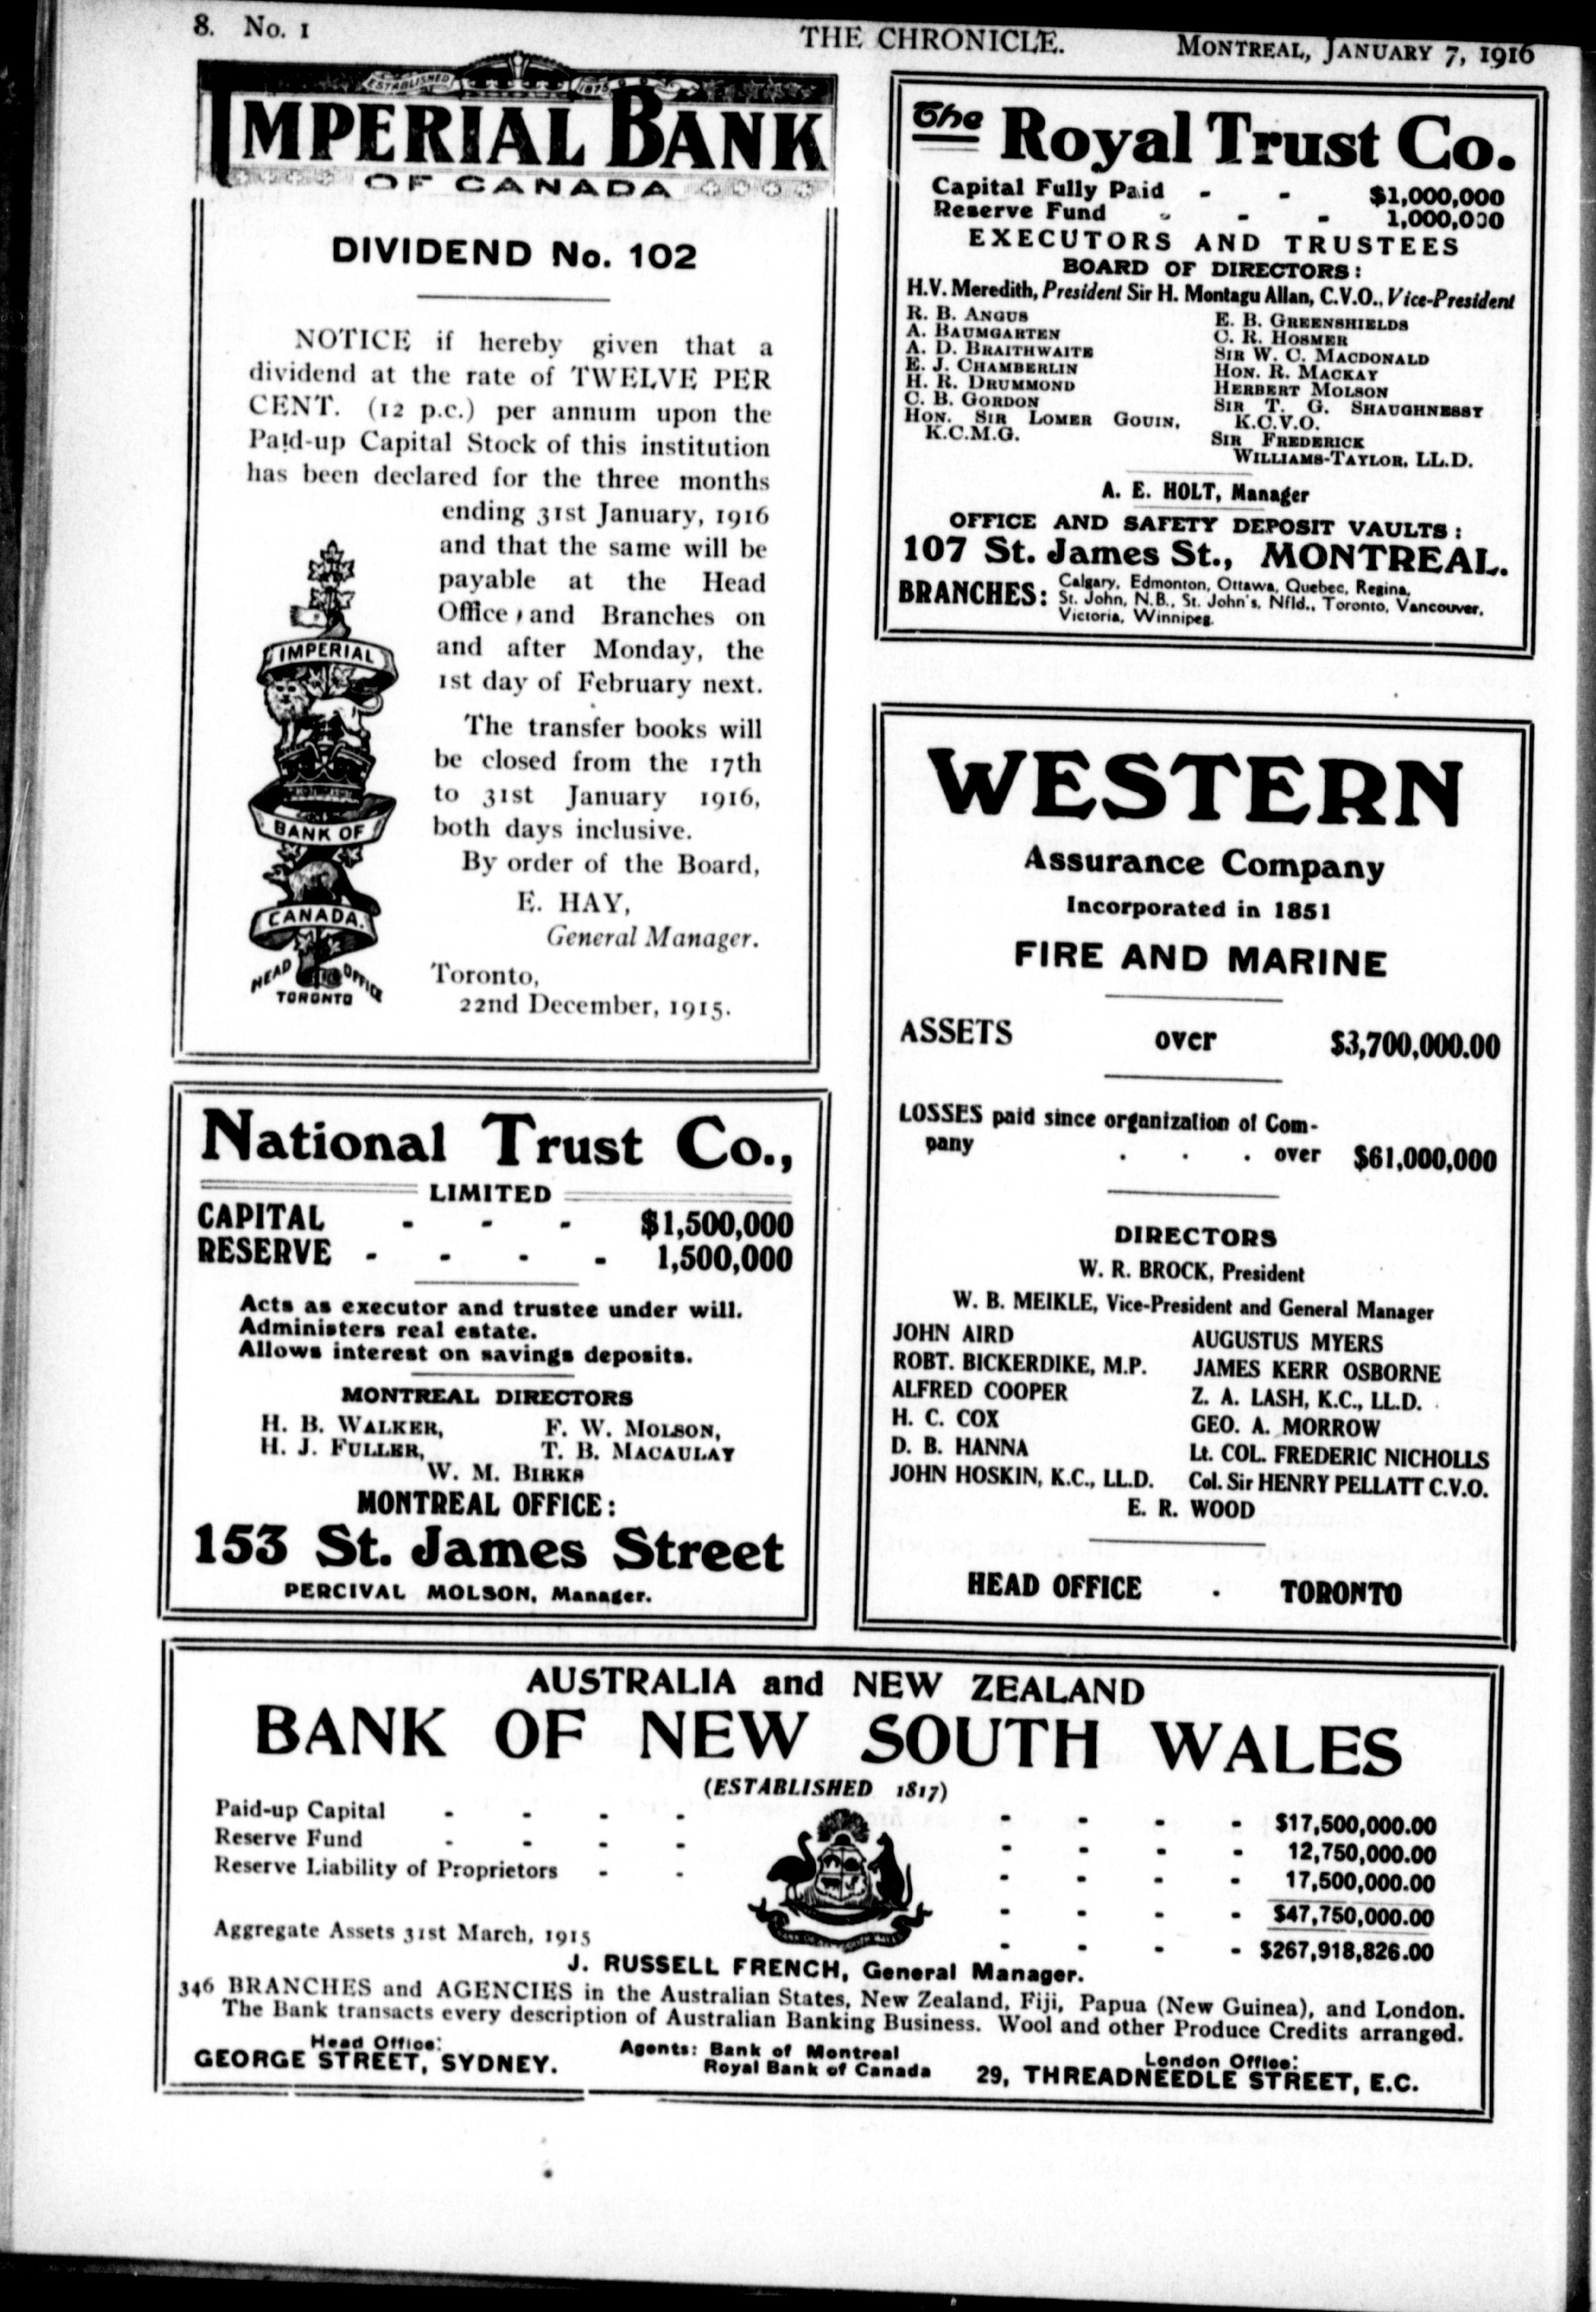 8. No. 1
THE CHRONICLE.
MONTREAL, JANUARY 7, 1916
ESTABLISHED 1875
IMPERIAL BANK
OF CANADA
DIVIDEND No. 102
NOTICE if hereby given that a
dividend at the rate of TWELVE PER
CENT. (12 p.c.) per annum upon the
Paid-up Capital Stock of this institution
has been declared for the three months
ending 31st January, 1916
and that the same will be
payable at the Head
Office and Branches on
and after Monday, the
1st day of February next.
The transfer books will
be closed from the 17th
to 31st January 1916,
both days inclusive.
By order of the Board,
E. HAY,
General Manager.
Toronto,
22nd December, 1915.
IMPERIAL
BANK OF
CANADA.
HEAD OFFICE
TORONTO
The Royal Trust Co.
Capital Fully Paid - - $1,000,000
Reserve Fund - - - 1,000,000
EXECUTORS AND TRUSTEES
BOARD OF DIRECTORS:
H.V. Meredith, President Sir H. Montagu Allan, C.V.O., Vice-President
R. B. ANGUS
A. BAUMGARTEN
A. D. BRAITHWAITE
E. J. CHAMBERLIN
H. R. DRUMMOND
C. B. GORDON
HON. SIR LOMER GOUIN,
K.C.M.G.
E. B. GREENSHIELDS
C. R. HOSMER
SIR W. C. MACDONALD
HON. R. MACKAY
HERBERT MOLSON
SIR T. G. SHAUGHNESSY
K.C.V.O.
SIR FREDERICK
WILLIAMS-TAYLOR, LL.D.
A. E. HOLT, Manager
OFFICE AND SAFETY DEPOSIT VAULTS:
107 St. James St., MONTREAL.
BRANCHES: Calgary, Edmonton, Ottawa, Quebec, Regina,
St. John, N.B., St. John's, Nfld., Toronto, Vancouver,
Victoria, Winnipeg.
WESTERN
Assurance Company
Incorporated in 1851
FIRE AND MARINE
ASSETS over $3,700,000.00
LOSSES paid since organization of Com-
pany . . . over $61,000,000
DIRECTORS
W. R. BROCK, President
W. B. MEIKLE, Vice-President and General Manager
JOHN AIRD
ROBT. BICKERDIKE, M.P.
ALFRED COOPER
H. C. COX
D. B. HANNA
JOHN HOSKIN, K.C., LL.D.
AUGUSTUS MYERS
JAMES KERR OSBORNE
Z. A. LASH, K.C., LL.D.
GEO. A. MORROW
Lt. COL. FREDERIC NICHOLLS
Col. Sir HENRY PELLATT C.V.O.
E. R. WOOD
HEAD OFFICE . TORONTO
National Trust Co.,
LIMITED
CAPITAL - - - $1,500,000
RESERVE - - - - 1,500,000
Acts as executor and trustee under will.
Administers real estate.
Allows interest on savings deposits.
MONTREAL DIRECTORS
H. B. WALKER, F. W. MOLSON,
H. J. FULLER, T. B. MACAULAY
W. M. BIRKS
MONTREAL OFFICE:
153 St. James Street
PERCIVAL MOLSON, Manager.
AUSTRALIA and NEW ZEALAND
BANK OF NEW SOUTH WALES
(ESTABLISHED 1817)
Paid-up Capital - - - - - - - - $17,500,000.00
Reserve Fund - - - - - - - - 12,750,000.00
Reserve Liability of Proprietors - - - - - - 17,500,000.00
- - - - $47,750,000.00
Aggregate Assets 31st March, 1915 - - - - $267,918,826.00
J. RUSSELL FRENCH, General Manager.
346 BRANCHES and AGENCIES in the Australian States, New Zealand, Fiji, Papua (New Guinea), and London.
The Bank transacts every description of Australian Banking Business. Wool and other Produce Credits arranged.
Head Office:
GEORGE STREET, SYDNEY.
Agents: Bank of Montreal
Royal Bank of Canada
London Office:
29, THREADNEEDLE STREET, E.C.